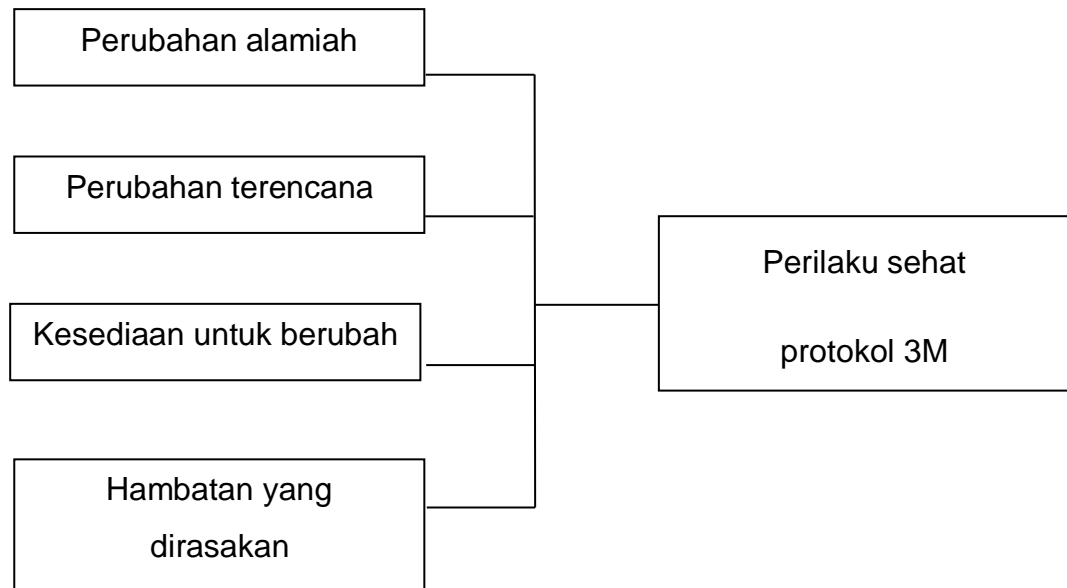 Perubahan alamiah
Perubahan terencana
Kesediaan untuk berubah
Hambatan yang
dirasakan
Perilaku sehat
protokol 3M